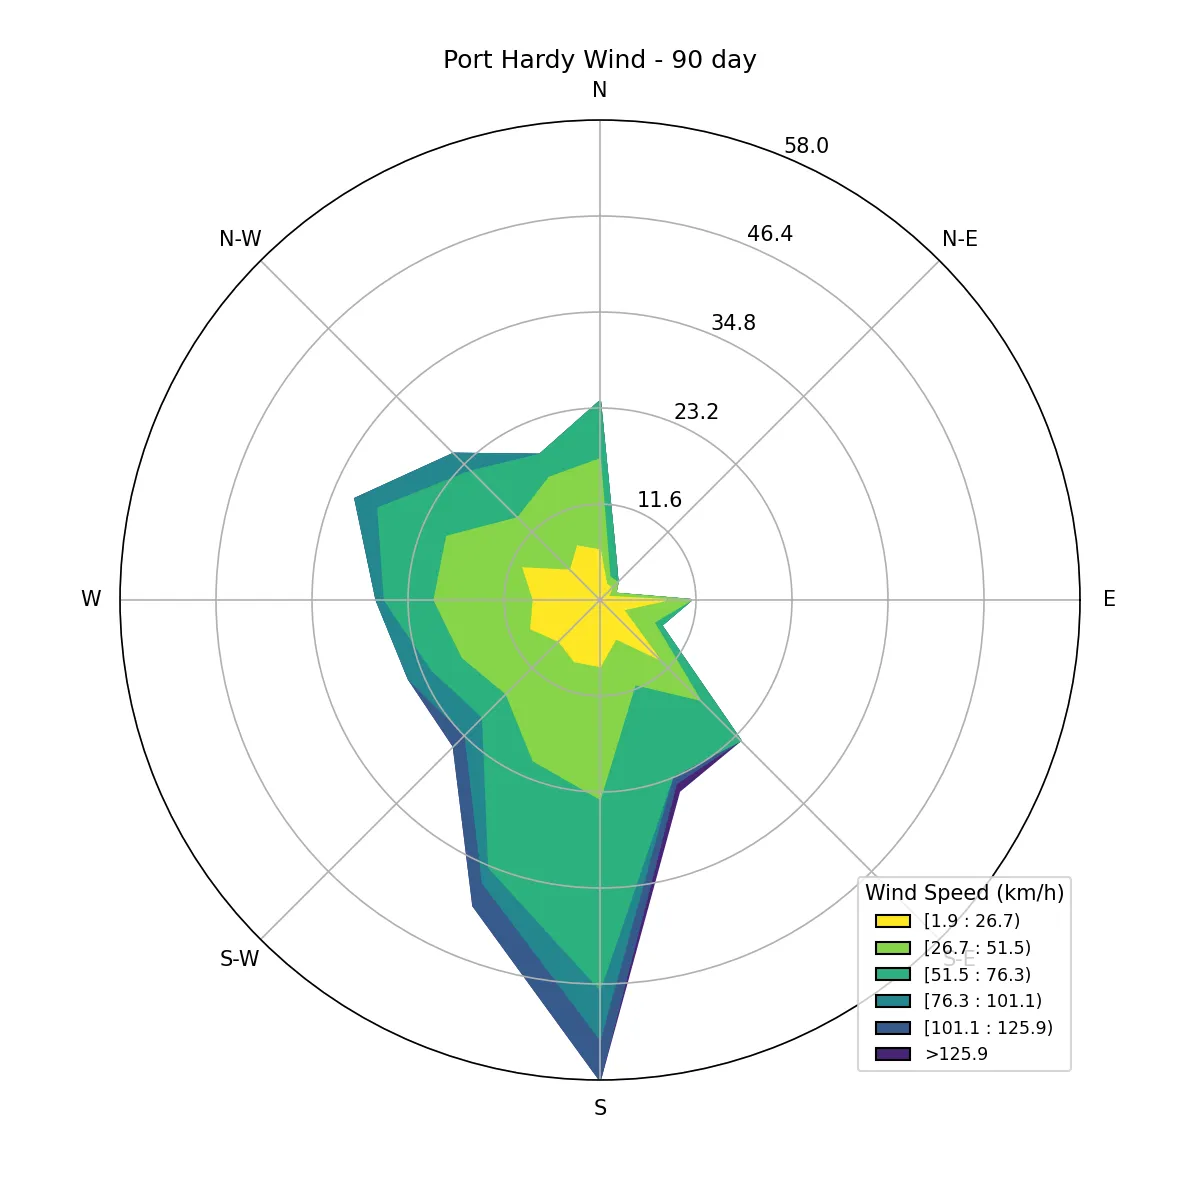 Port Hardy Wind - 90 day
N
58.0
46.4
N-W
N-E
34.8
23.2
11.6
W
E
Wind Speed (km/h)
[1.9 : 26.7)
[26.7 : 51.5)
[51.5 : 76.3)
[76.3 : 101.1)
[101.1 : 125.9)
>125.9
S-W
S-E
S